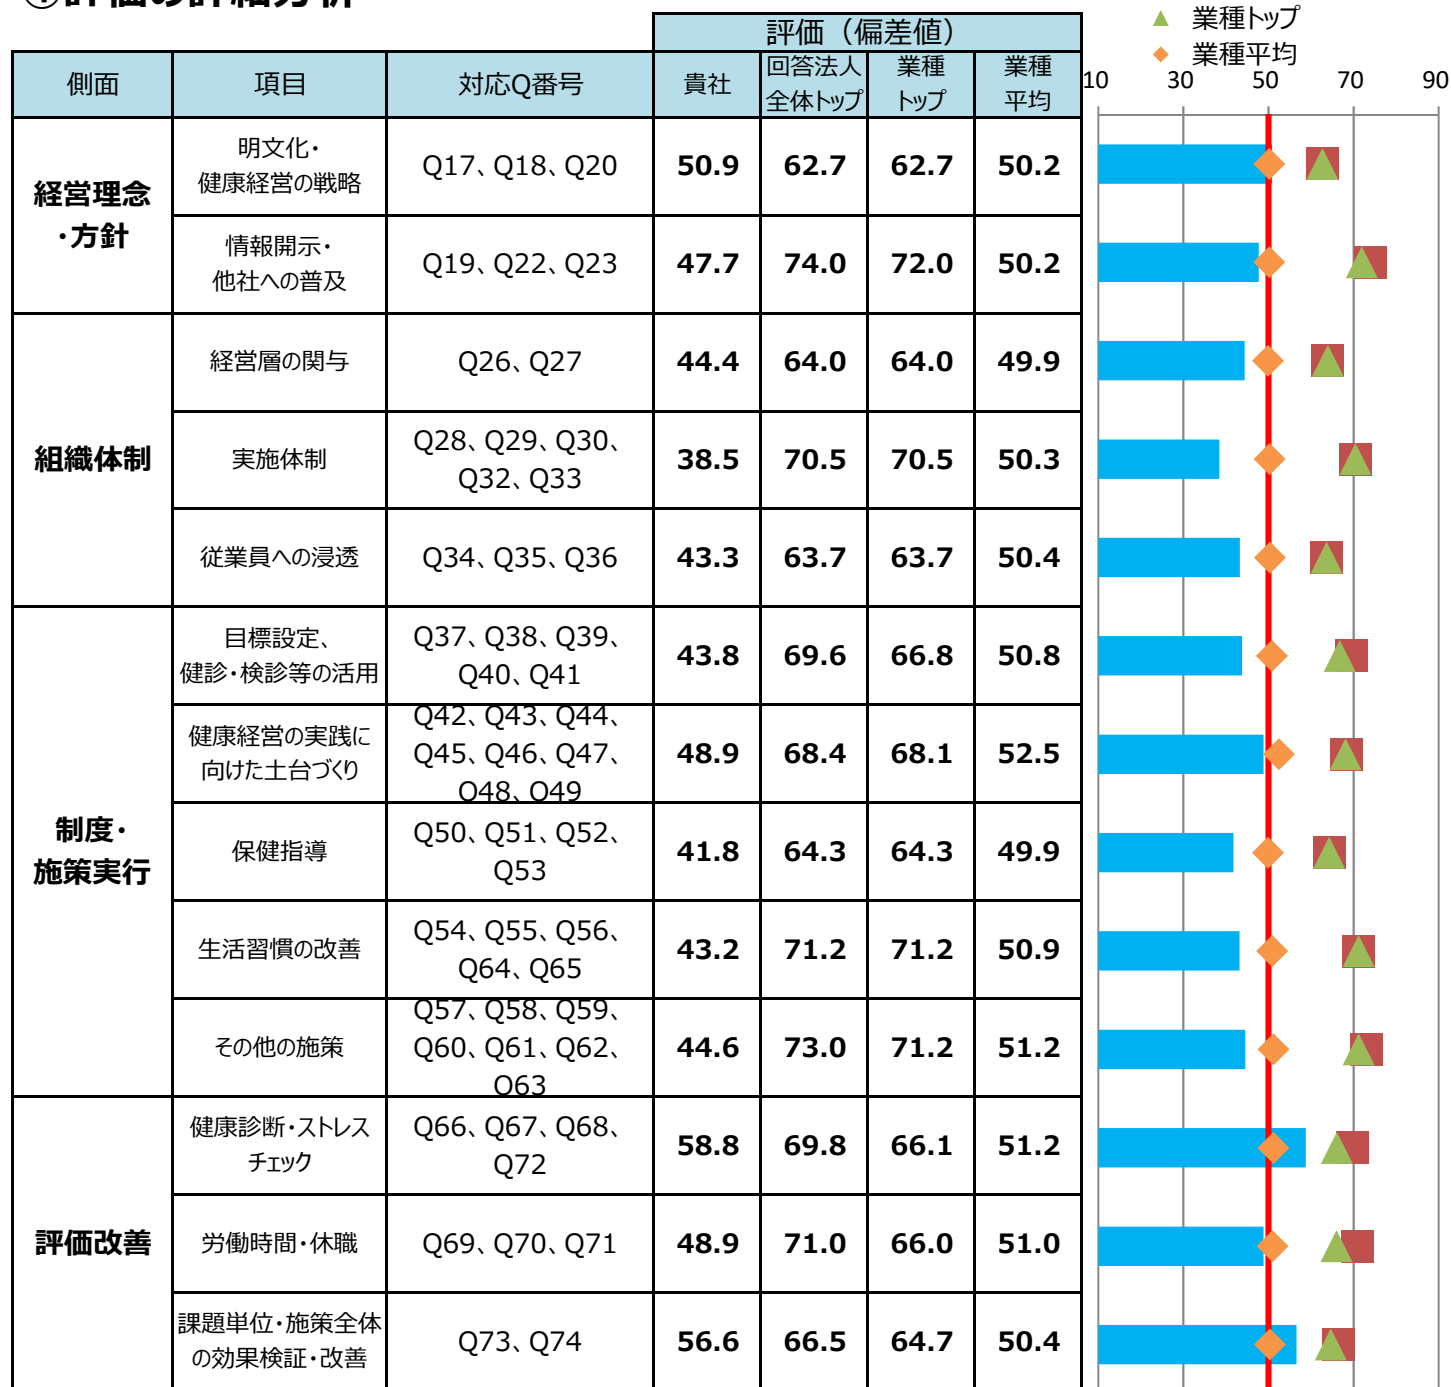 ①評価の詳細分析
▲ 業種トップ
◆ 業種平均
評価（偏差値）
側面 項目 対応Q番号 貴社 回答法人全体トップ 業種トップ 業種平均
10 30 50 70 90
経営理念・方針
明文化・
健康経営の戦略
Q17、Q18、Q20
50.9 62.7 62.7 50.2
情報開示・
他社への普及
Q19、Q22、Q23
47.7 74.0 72.0 50.2
組織体制
経営層の関与
Q26、Q27
44.4 64.0 64.0 49.9
実施体制
Q28、Q29、Q30、
Q32、Q33
38.5 70.5 70.5 50.3
従業員への浸透
Q34、Q35、Q36
43.3 63.7 63.7 50.4
制度・
施策実行
目標設定、
健診・検診等の活用
Q37、Q38、Q39、
Q40、Q41
43.8 69.6 66.8 50.8
健康経営の実践に
向けた土台づくり
Q42、Q43、Q44、
Q45、Q46、Q47、
Q48、Q49
48.9 68.4 68.1 52.5
保健指導
Q50、Q51、Q52、
Q53
41.8 64.3 64.3 49.9
生活習慣の改善
Q54、Q55、Q56、
Q64、Q65
43.2 71.2 71.2 50.9
その他の施策
Q57、Q58、Q59、
Q60、Q61、Q62、
Q63
44.6 73.0 71.2 51.2
評価改善
健康診断・ストレス
チェック
Q66、Q67、Q68、
Q72
58.8 69.8 66.1 51.2
労働時間・休職
Q69、Q70、Q71
48.9 71.0 66.0 51.0
課題単位・施策全体
の効果検証・改善
Q73、Q74
56.6 66.5 64.7 50.4